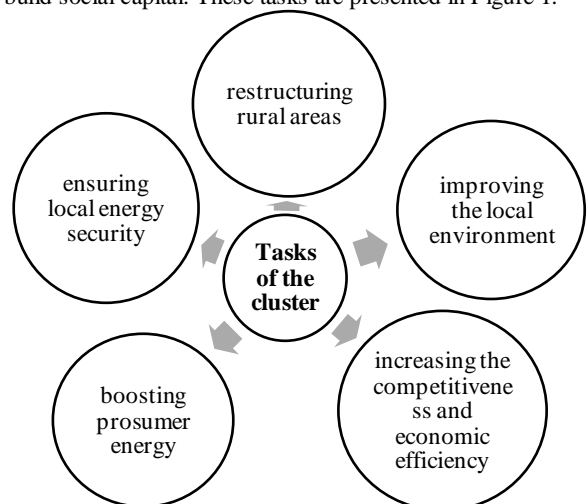 build social capital. These tasks are presented in Figure 1.
restructuring
rural areas
ensuring
local energy
security
improving
the local
environment
Tasks
of the
cluster
boosting
prosumer
energy
increasing the
competitivene
ss and
economic
efficiency